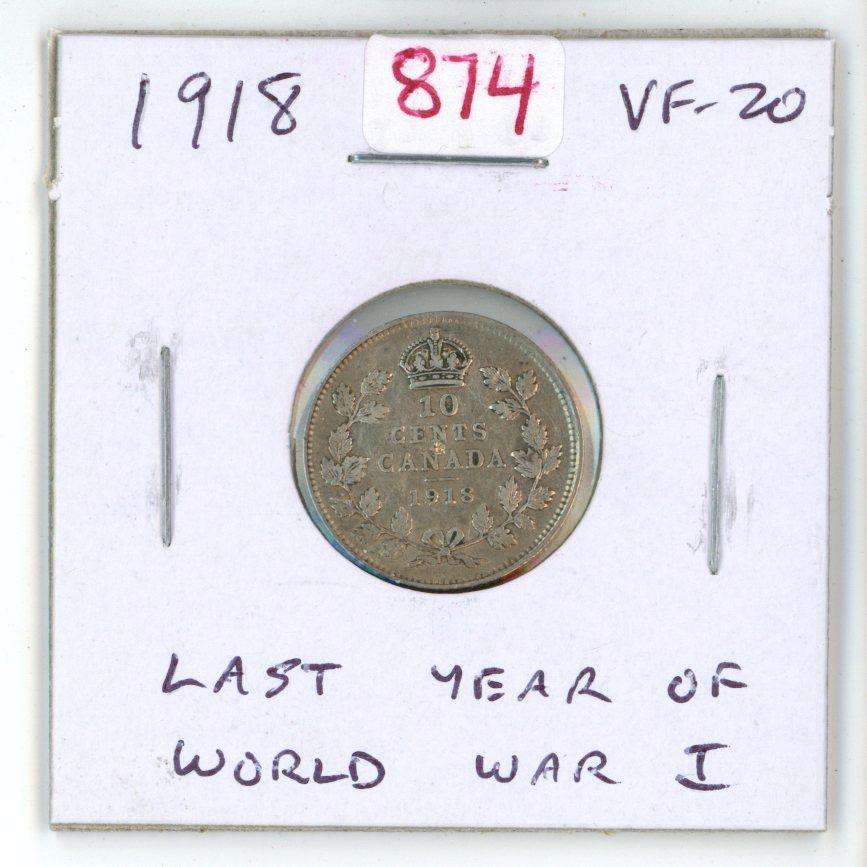 1918 874 VF-20
10
CENTS
CANADA
1918
LAST YEAR OF
WORLD WAR I